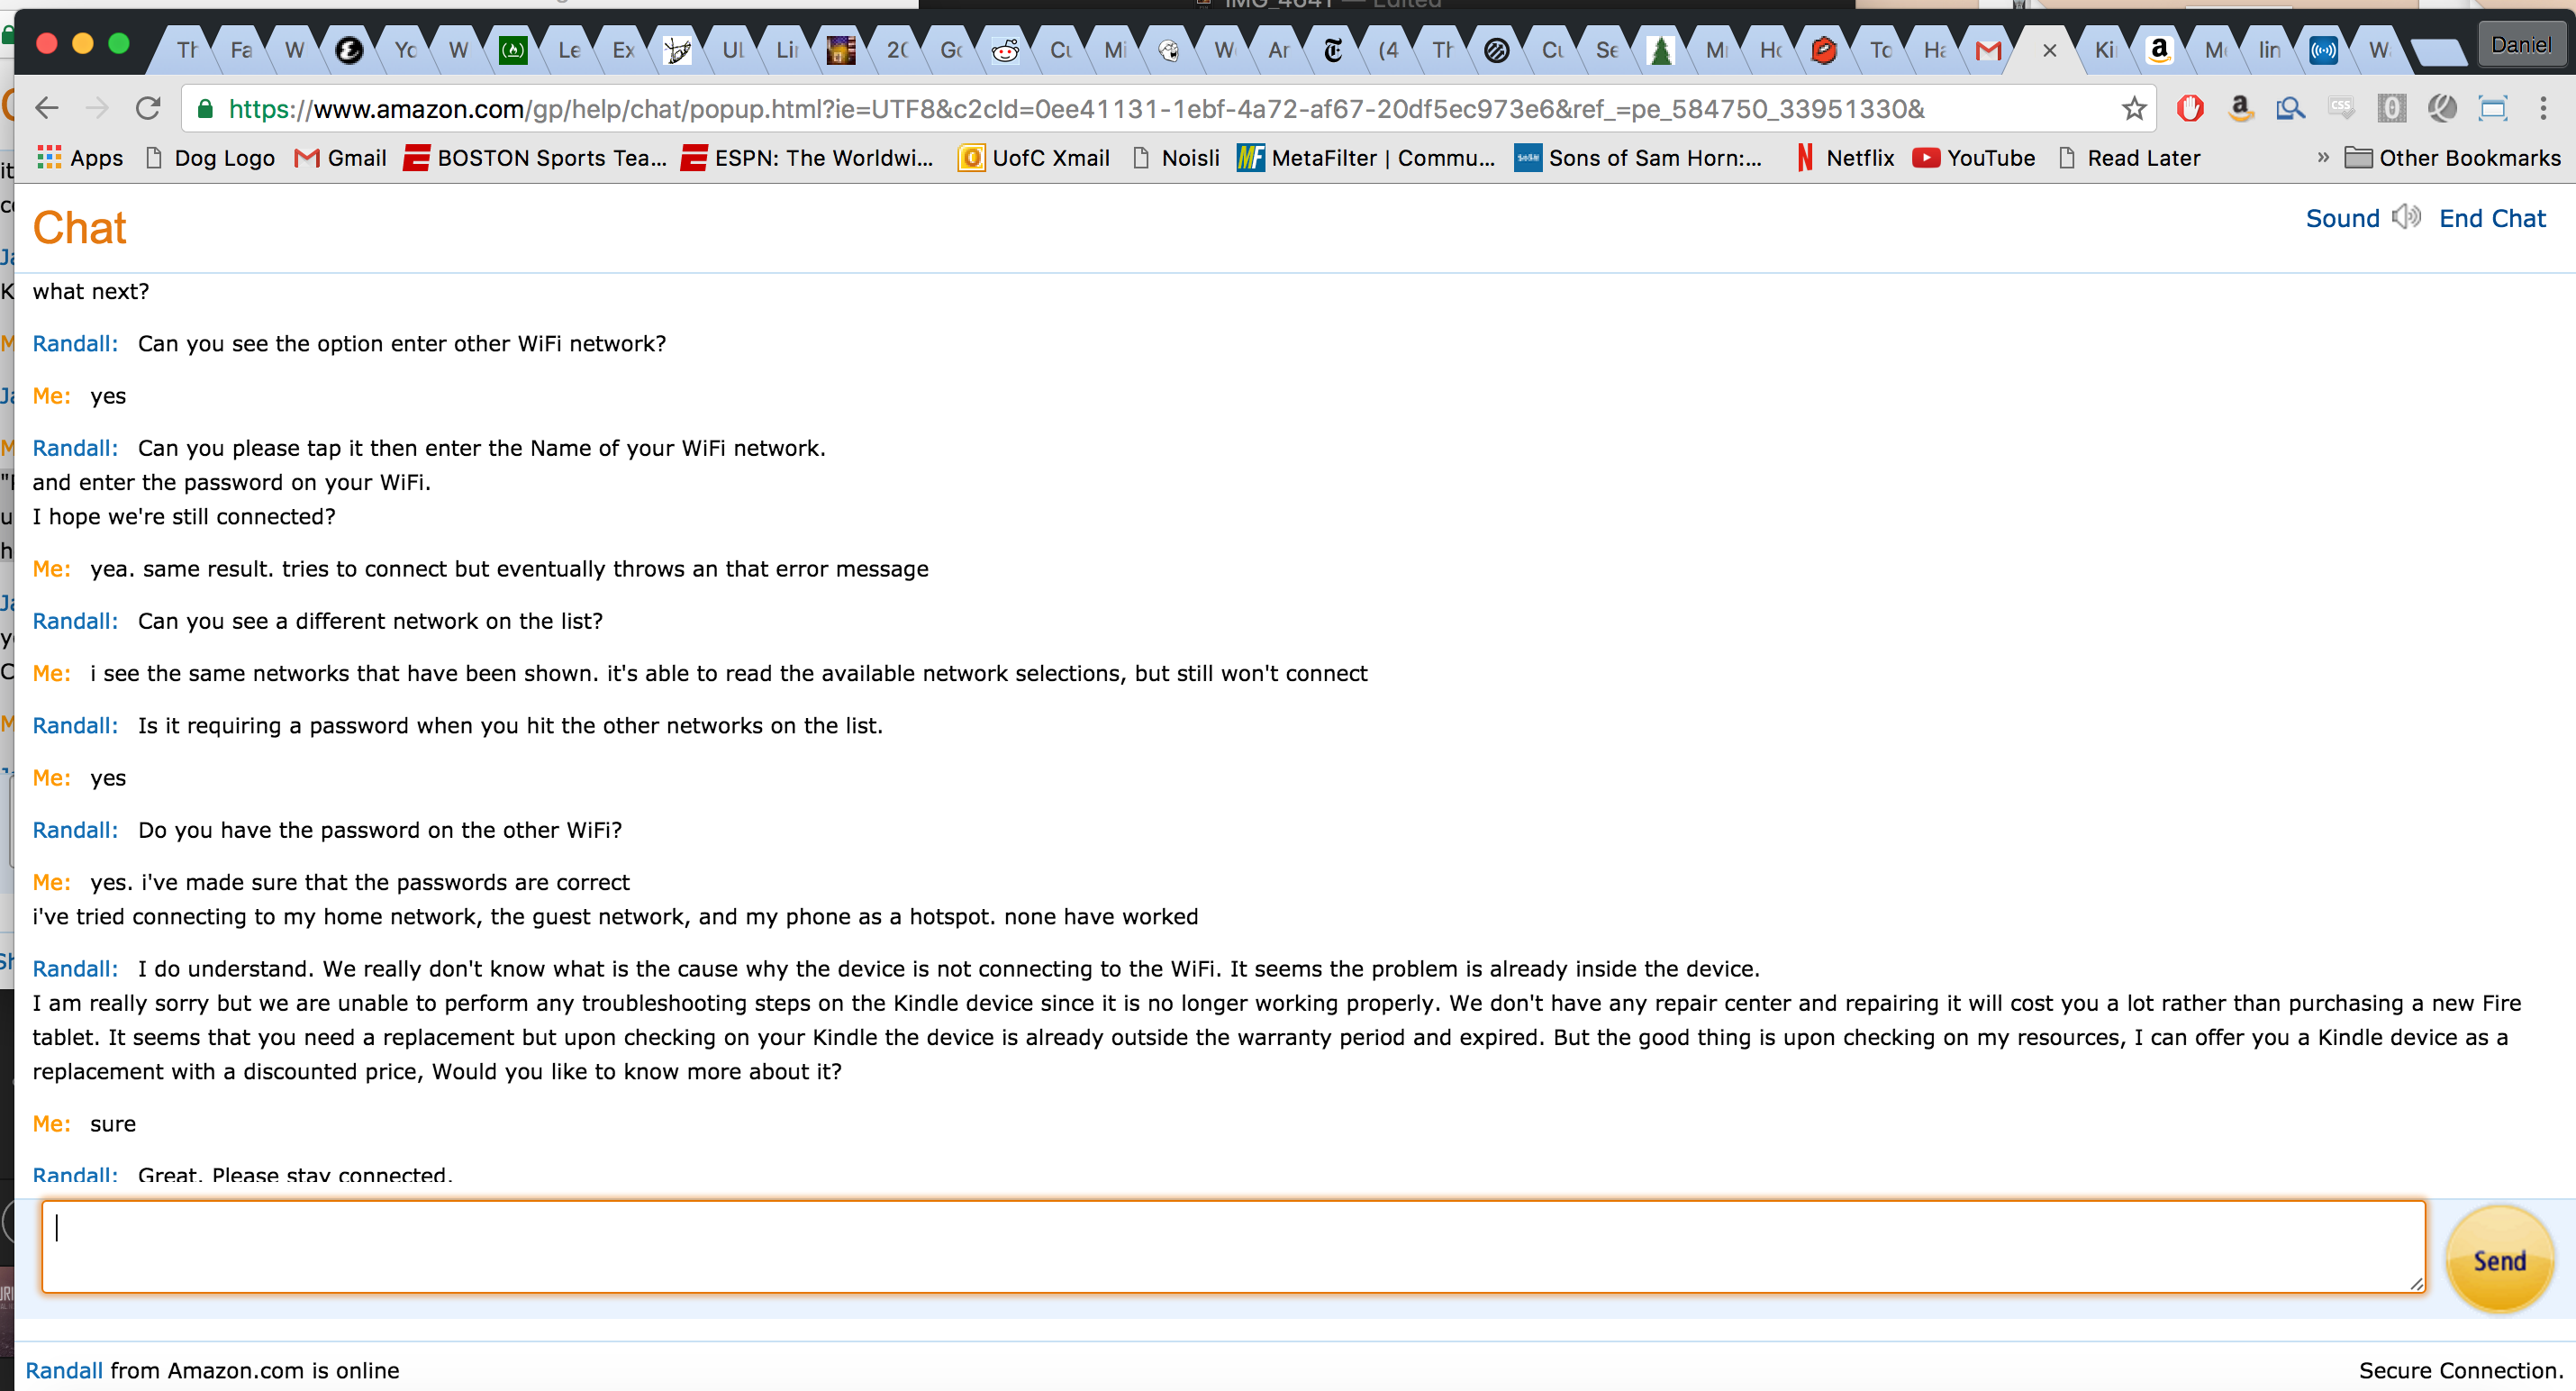 IMG_4641 — Edited
Th Fa W Yo W Le Ex UL Lin 20 Go Cu Mi W Ar (4 Th Cu Se M Ho To Ha × Ki M lin W Daniel
https://www.amazon.com/gp/help/chat/popup.html?ie=UTF8&c2cId=0ee41131-1ebf-4a72-af67-20df5ec973e6&ref_=pe_584750_33951330&
Apps Dog Logo Gmail BOSTON Sports Tea... ESPN: The Worldwi... UofC Xmail Noisli MetaFilter | Commu... Sons of Sam Horn:... Netflix YouTube Read Later » Other Bookmarks
Chat
Sound End Chat
what next?
Randall: Can you see the option enter other WiFi network?
Me: yes
Randall: Can you please tap it then enter the Name of your WiFi network.
and enter the password on your WiFi.
I hope we're still connected?
Me: yea. same result. tries to connect but eventually throws an that error message
Randall: Can you see a different network on the list?
Me: i see the same networks that have been shown. it's able to read the available network selections, but still won't connect
Randall: Is it requiring a password when you hit the other networks on the list.
Me: yes
Randall: Do you have the password on the other WiFi?
Me: yes. i've made sure that the passwords are correct
i've tried connecting to my home network, the guest network, and my phone as a hotspot. none have worked
Randall: I do understand. We really don't know what is the cause why the device is not connecting to the WiFi. It seems the problem is already inside the device.
I am really sorry but we are unable to perform any troubleshooting steps on the Kindle device since it is no longer working properly. We don't have any repair center and repairing it will cost you a lot rather than purchasing a new Fire
tablet. It seems that you need a replacement but upon checking on your Kindle the device is already outside the warranty period and expired. But the good thing is upon checking on my resources, I can offer you a Kindle device as a
replacement with a discounted price, Would you like to know more about it?
Me: sure
Randall: Great. Please stay connected.
Send
Randall from Amazon.com is online
Secure Connection.